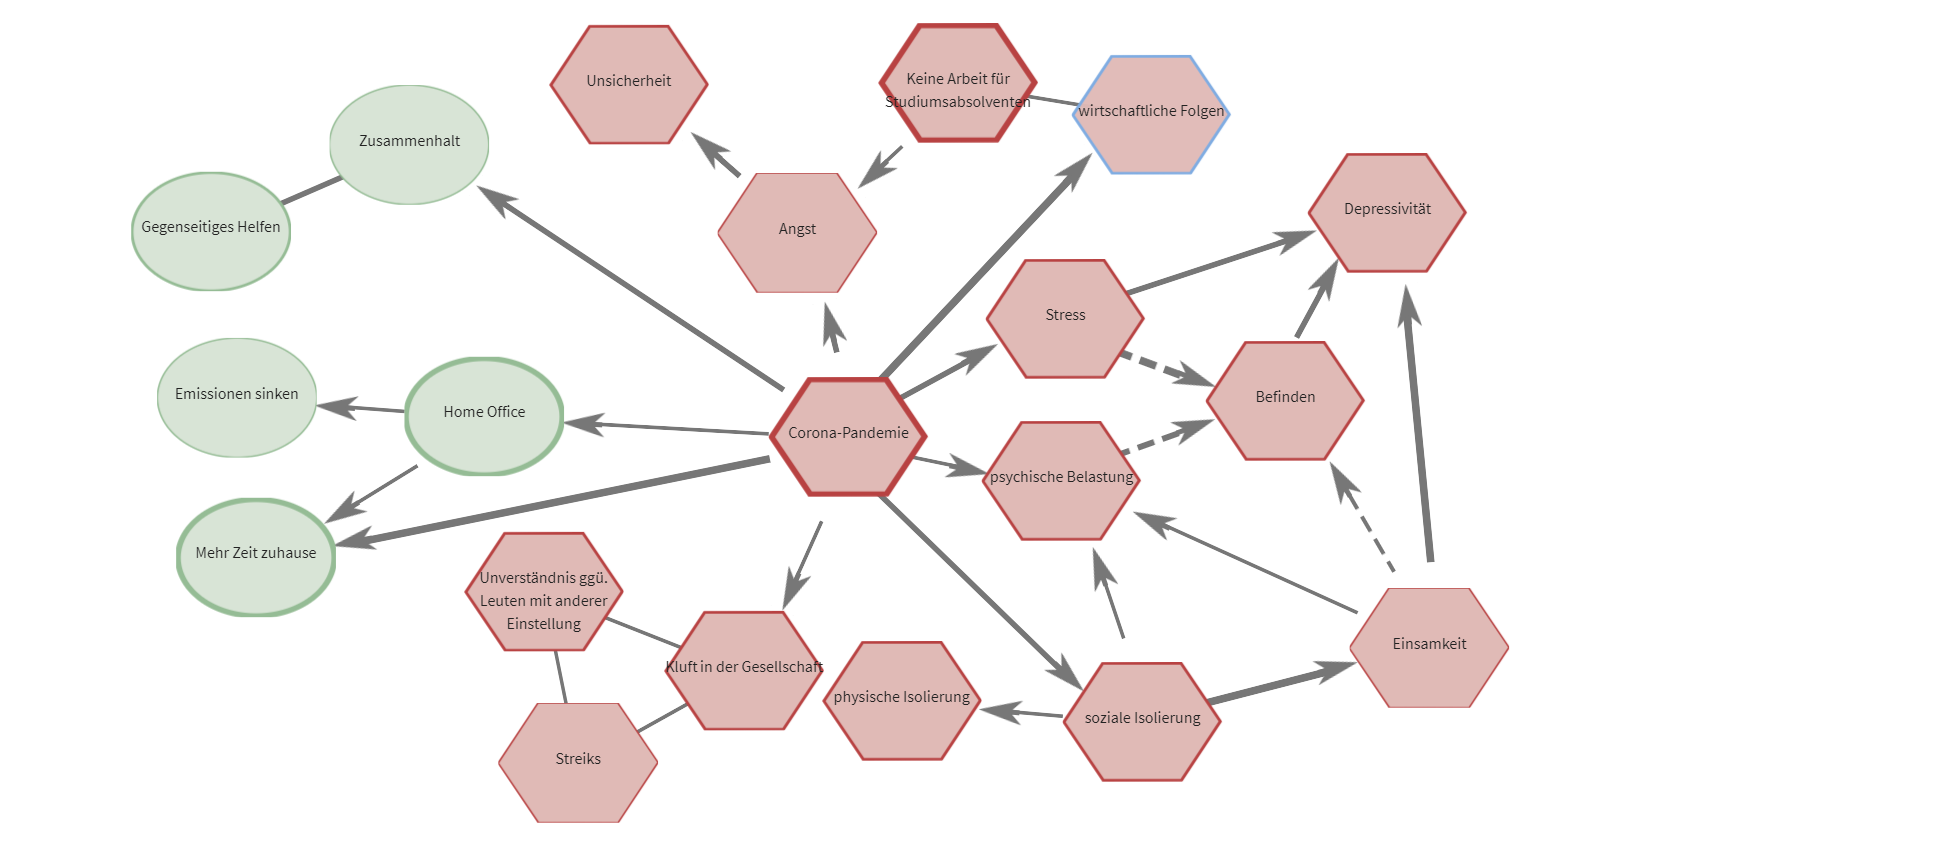 Unsicherheit
Keine Arbeit für
Studiumsabsolventen
wirtschaftliche Folgen
Zusammenhalt
Gegenseitiges Helfen
Angst
Depressivität
Stress
Emissionen sinken
Home Office
Befinden
Corona-Pandemie
psychische Belastung
Mehr Zeit zuhause
Unverständnis ggü.
Leuten mit anderer
Einstellung
Kluft in der Gesellschaft
physische Isolierung
soziale Isolierung
Einsamkeit
Streiks